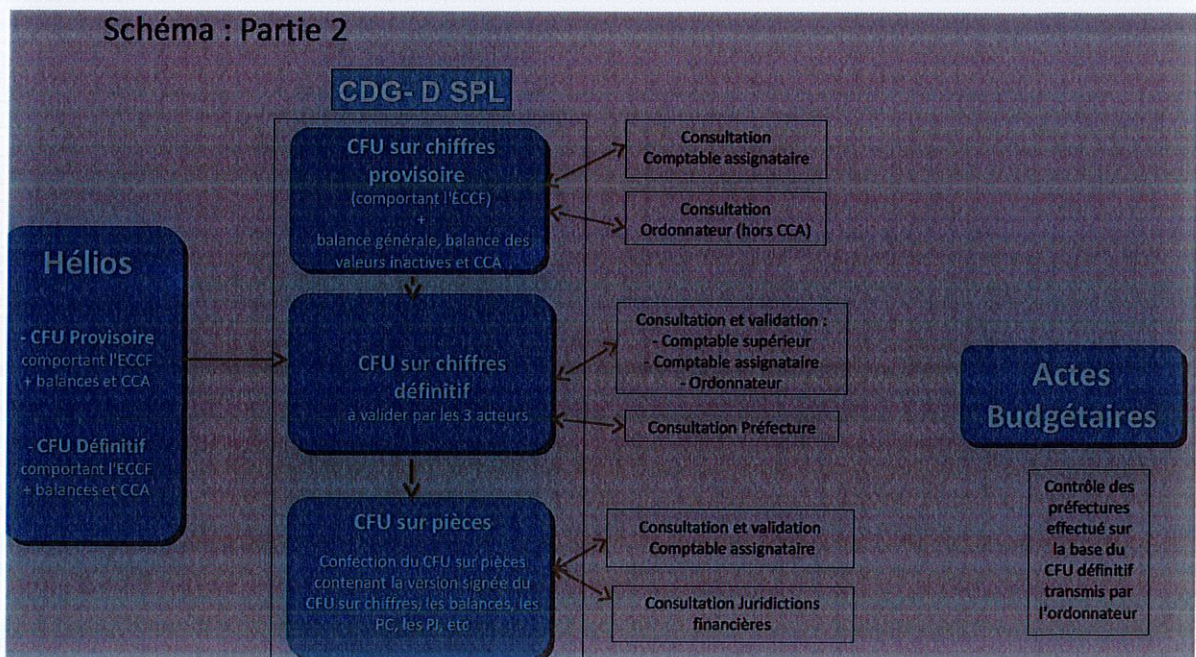 Schéma : Partie 2
CDG- D SPL
CFU sur chiffres
provisoire
(comportant l'ECCF)
+
balance générale, balance des
valeurs inactives et CCA
Consultation
Comptable assignataire
Consultation
Ordonnateur (hors CCA)
Hélios
- CFU Provisoire
comportant l'ECCF
+ balances et CCA
- CFU Définitif
comportant l'ECCF
+ balances et CCA
CFU sur chiffres
définitif
à valider par les 3 acteurs
Consultation et validation :
- Comptable supérieur
- Comptable assignataire
- Ordonnateur
Consultation Préfecture
CFU sur pièces
Confection du CFU sur pièces
contenant la version signée du
CFU sur chiffres, les balances, les
PC, les PJ, etc
Consultation et validation
Comptable assignataire
Consultation Juridictions
financières
Actes
Budgétaires
Contrôle des
préfectures
effectué sur
la base du
CFU définitif
transmis par
l'ordonnateur